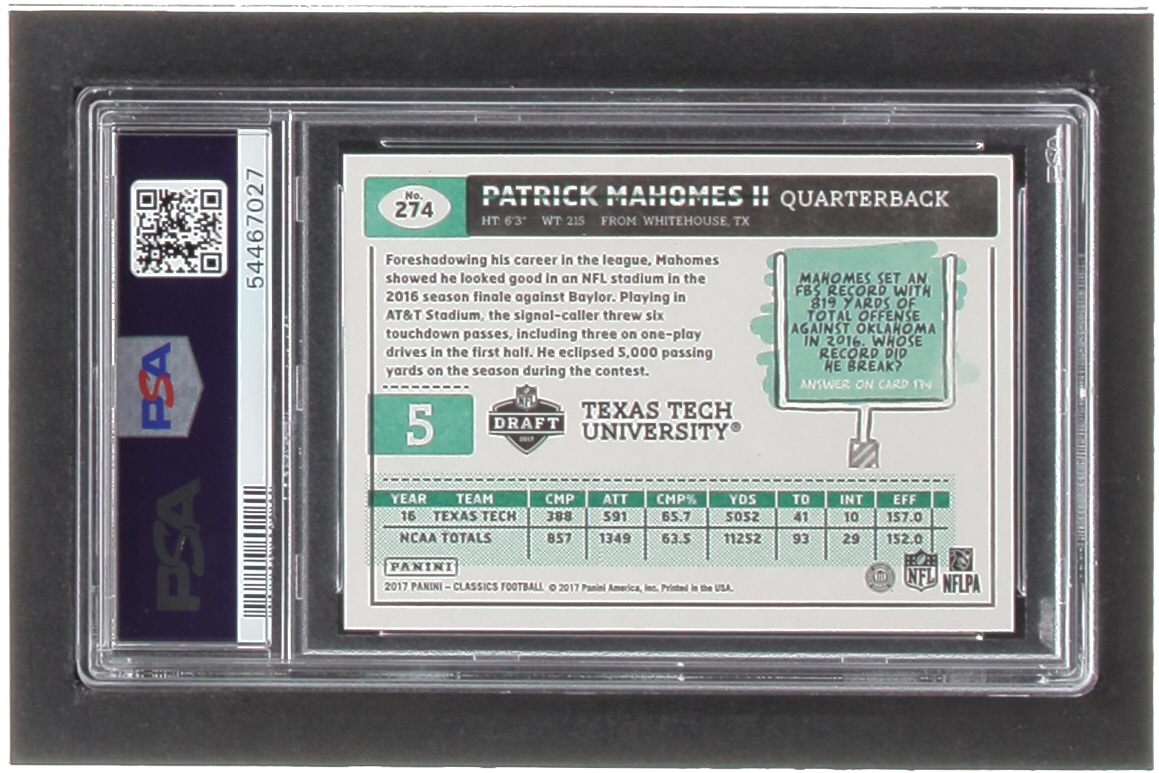 54467027
PSA
PSA
No. 274
PATRICK MAHOMES II QUARTERBACK
HT: 6'3" WT: 215 FROM: WHITEHOUSE, TX
Foreshadowing his career in the league, Mahomes
showed he looked good in an NFL stadium in the
2016 season finale against Baylor. Playing in
AT&T Stadium, the signal-caller threw six
touchdown passes, including three on one-play
drives in the first half. He eclipsed 5,000 passing
yards on the season during the contest.
MAHOMES SET AN
FBS RECORD WITH
819 YARDS OF
TOTAL OFFENSE
AGAINST OKLAHOMA
IN 2016. WHOSE
RECORD DID
HE BREAK?
ANSWER ON CARD 174
5
NFL
DRAFT
2017
TEXAS TECH
UNIVERSITY®
YEAR TEAM CMP ATT CMP% YDS TD INT EFF
16 TEXAS TECH 388 591 65.7 5052 41 10 157.0
NCAA TOTALS 857 1349 63.5 11252 93 29 152.0
PANINI
2017 PANINI – CLASSICS FOOTBALL © 2017 Panini America, Inc. Printed in the USA.
NFL
NFLPA